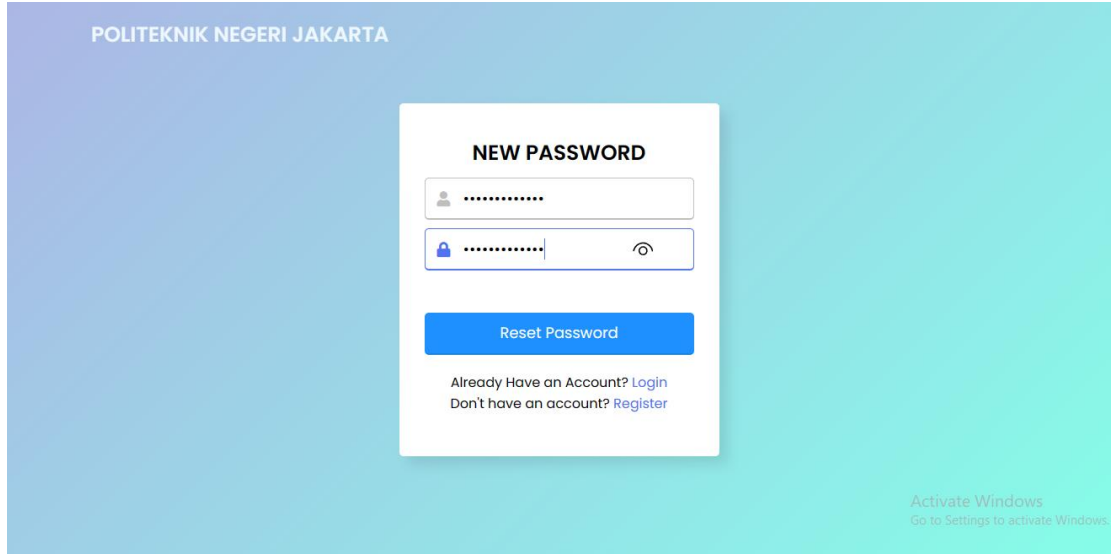 POLITEKNIK NEGERI JAKARTA
NEW PASSWORD
•••••••••••••
•••••••••••••
Reset Password
Already Have an Account? Login
Don't have an account? Register
Activate Windows
Go to Settings to activate Windows.